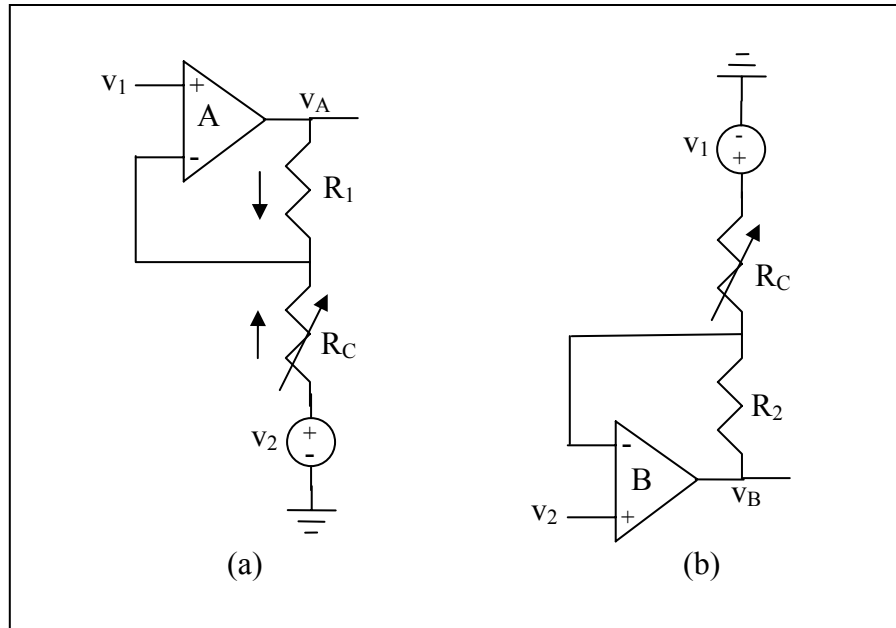 v1
+
A
-
vA
R1
RC
v2
+
-
(a)
v1
-
+
RC
R2
-
B
v2
+
vB
(b)